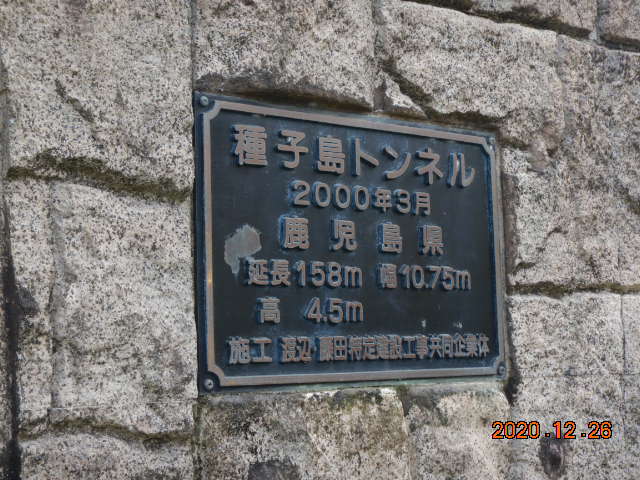 種子島トンネル
2000年3月
鹿児島県
延長158m 幅10.75m
高 4.5m
施工 渡辺・藤田特定建設工事共同企業体
2020.12.26